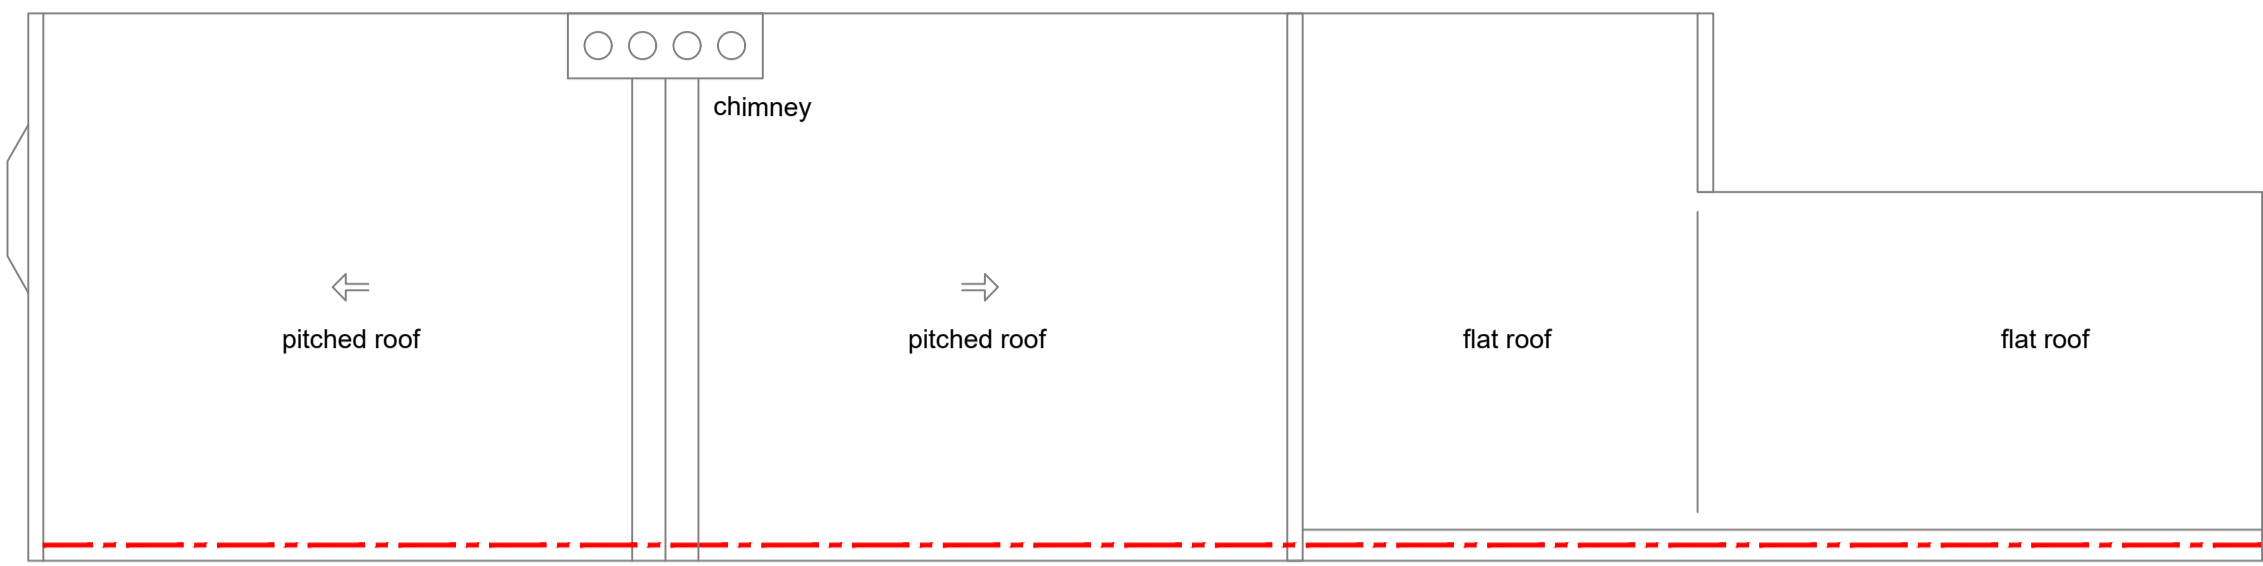 chimney
pitched roof
pitched roof
flat roof
flat roof